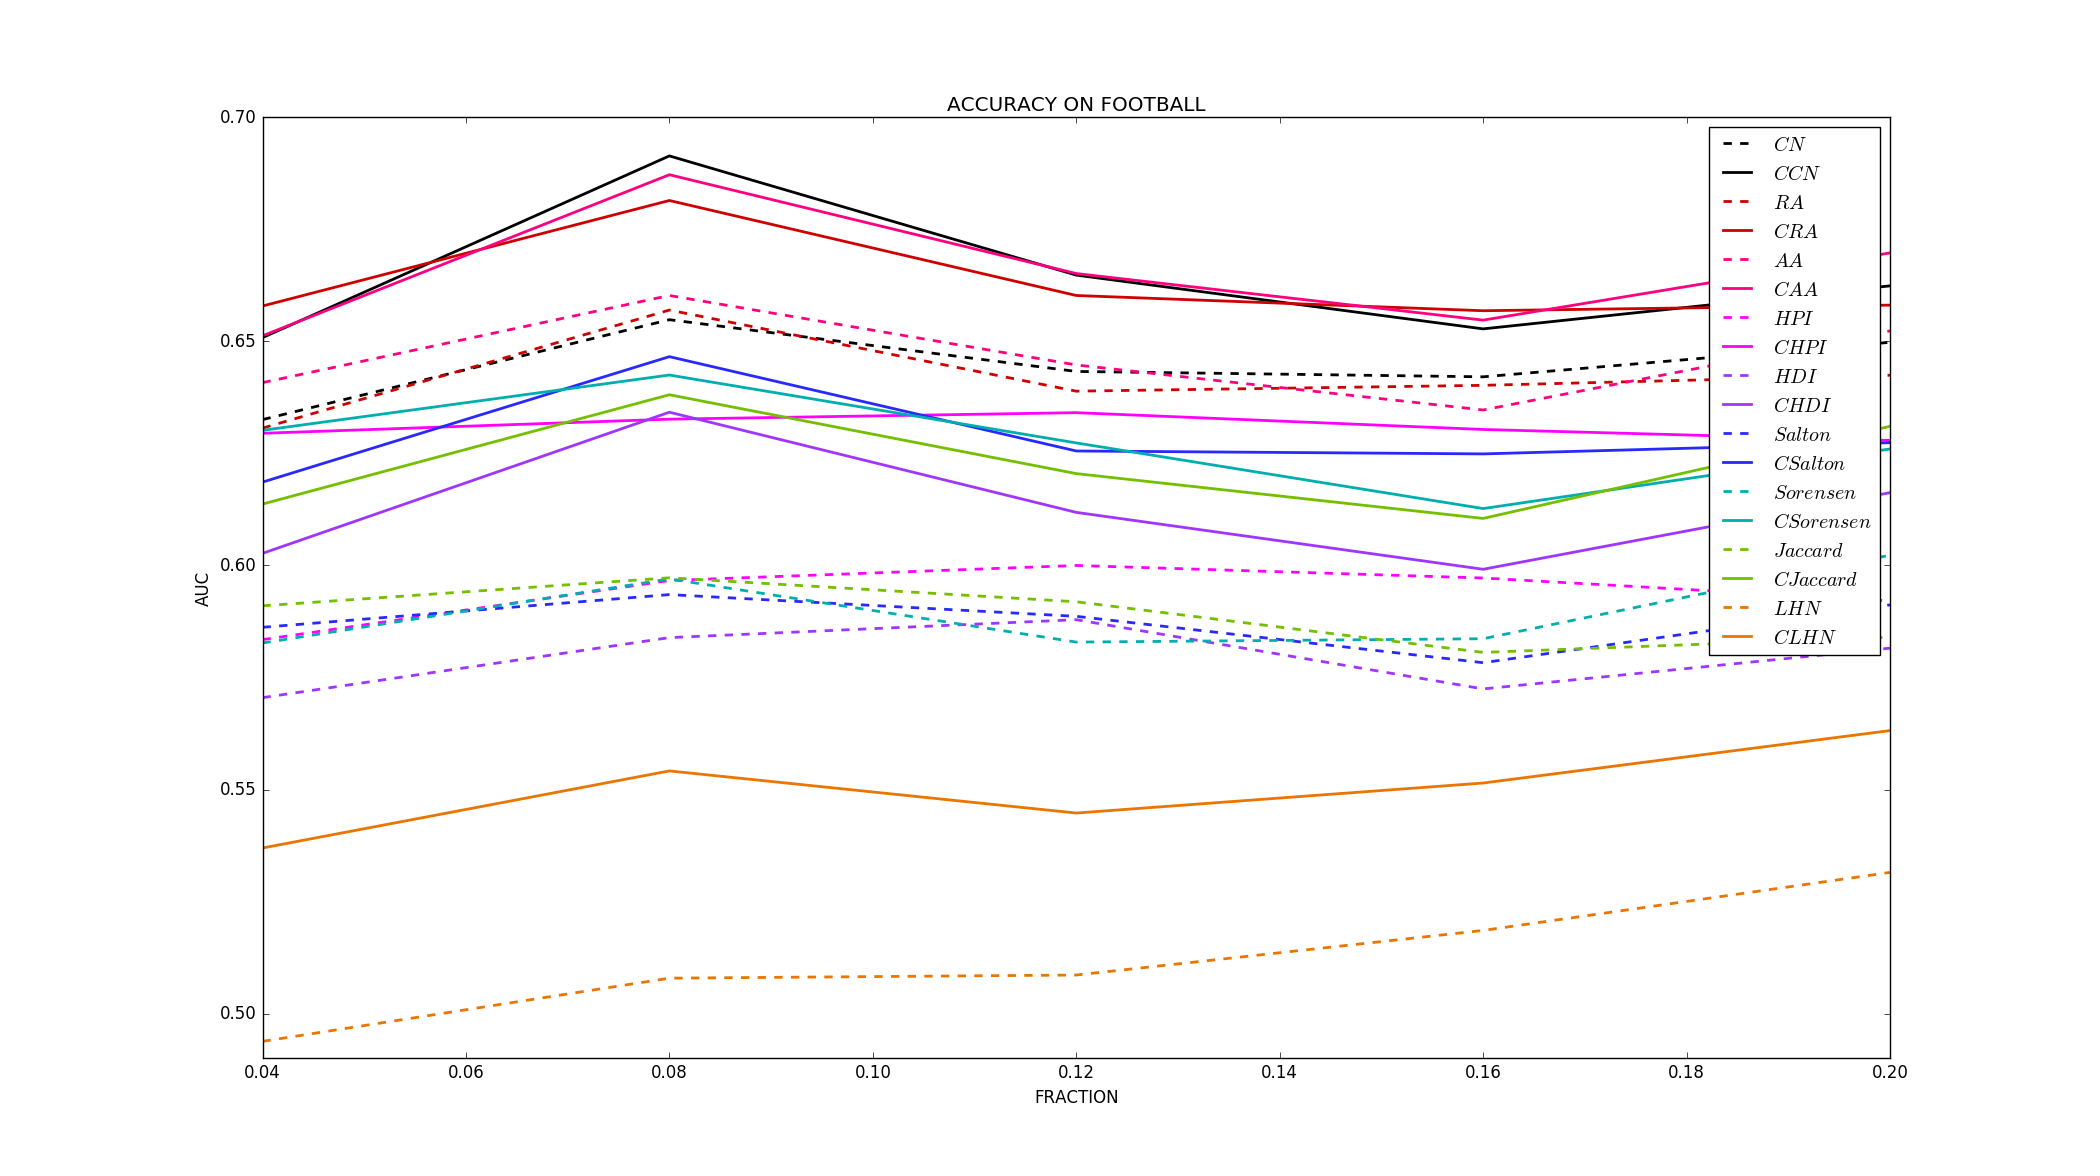 ACCURACY ON FOOTBALL
0.70
0.65
0.60
0.55
0.50
AUC
0.04 0.06 0.08 0.10 0.12 0.14 0.16 0.18 0.20
FRACTION
CN
CCN
RA
CRA
AA
CAA
HPI
CHPI
HDI
CHDI
Salton
CSalton
Sorensen
CSorensen
Jaccard
CJaccard
LHN
CLHN